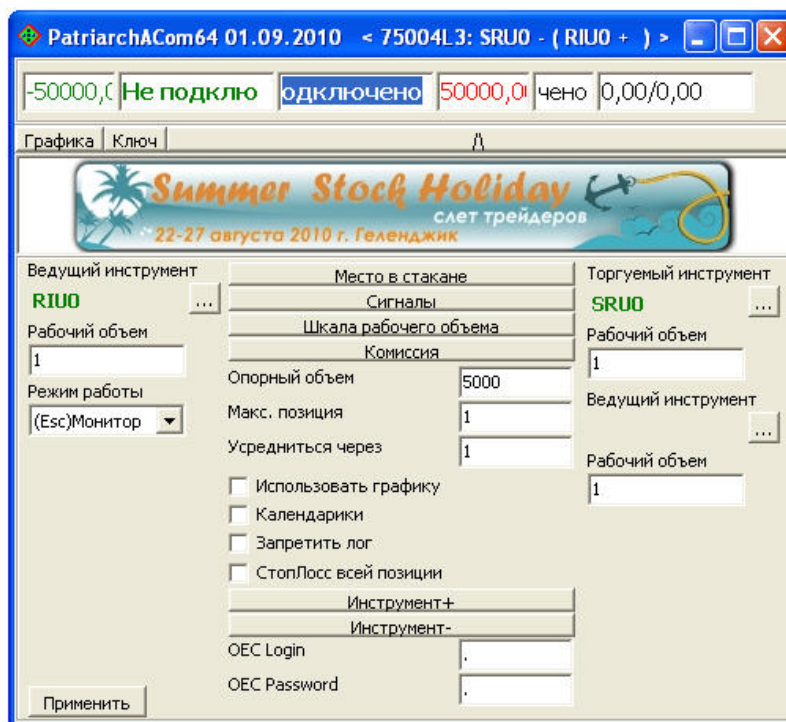 PatriarchACom64 01.09.2010 < 75004L3: SRU0 - ( RIU0 + ) >
-50000,0 Не подклю одключено 50000,0 чено 0,00/0,00
Графика Ключ /\
Summer Stock Holiday
слет трейдеров
22-27 августа 2010 г. Геленджик
Ведущий инструмент
RIU0 ...
Рабочий объем
1
Режим работы
(Esc)Монитор
Место в стакане
Сигналы
Шкала рабочего объема
Комиссия
Опорный объем 5000
Макс. позиция 1
Усредниться через 1
Использовать графику
Календарики
Запретить лог
СтопЛосс всей позиции
Инструмент+
Инструмент-
OEC Login .
OEC Password .
Торгуемый инструмент
SRU0 ...
Рабочий объем
1
Ведущий инструмент
...
Рабочий объем
1
Применить